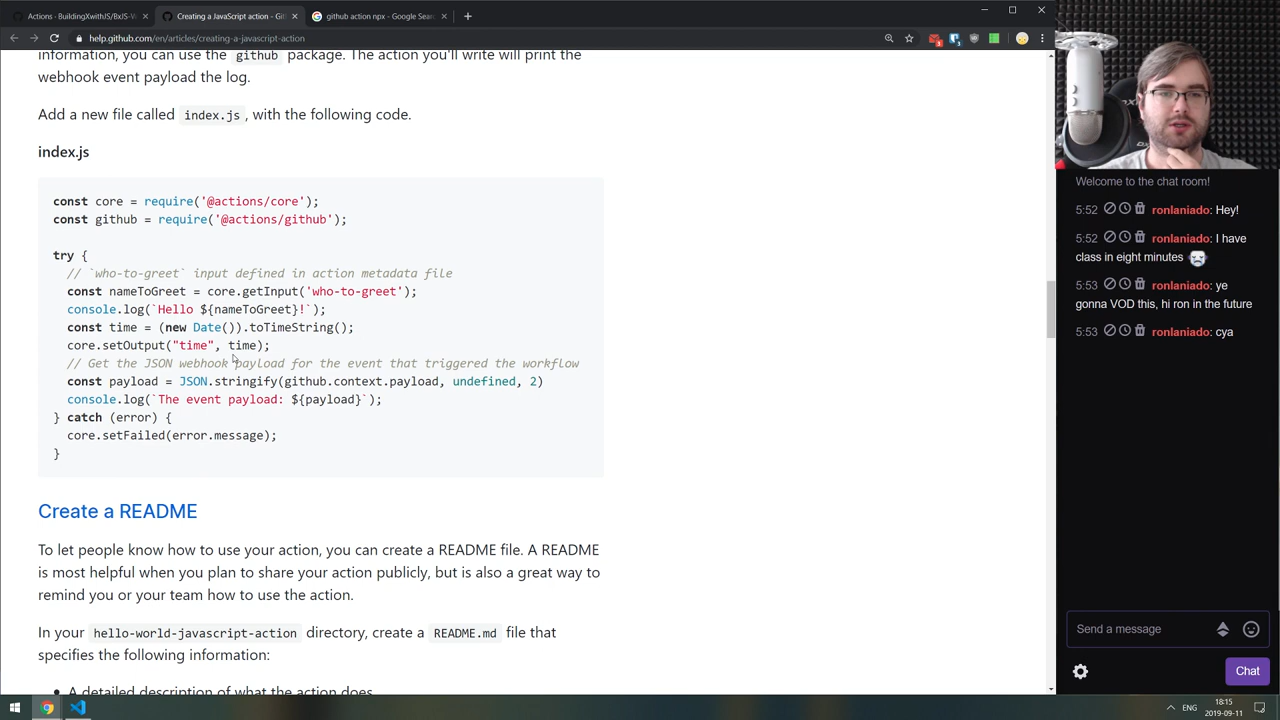 Actions · BuildingXwithJS/BxJS-W
Creating a JavaScript action - GitH
github action npx - Google Searc
help.github.com/en/articles/creating-a-javascript-action
information, you can use the github package. The action you'll write will print the
webhook event payload the log.
Add a new file called index.js , with the following code.
index.js
const core = require('@actions/core');
const github = require('@actions/github');
try {
// `who-to-greet` input defined in action metadata file
const nameToGreet = core.getInput('who-to-greet');
console.log(`Hello ${nameToGreet}!`);
const time = (new Date()).toTimeString();
core.setOutput("time", time);
// Get the JSON webhook payload for the event that triggered the workflow
const payload = JSON.stringify(github.context.payload, undefined, 2)
console.log(`The event payload: ${payload}`);
} catch (error) {
core.setFailed(error.message);
}
Create a README
To let people know how to use your action, you can create a README file. A README
is most helpful when you plan to share your action publicly, but is also a great way to
remind you or your team how to use the action.
In your hello-world-javascript-action directory, create a README.md file that
specifies the following information:
• A detailed description of what the action does
Welcome to the chat room!
5:52 ronlaniado: Hey!
5:52 ronlaniado: I have
class in eight minutes
5:53 ronlaniado: ye
gonna VOD this, hi ron in the future
5:53 ronlaniado: cya
Send a message
Chat
ENG
18:15
2019-09-11